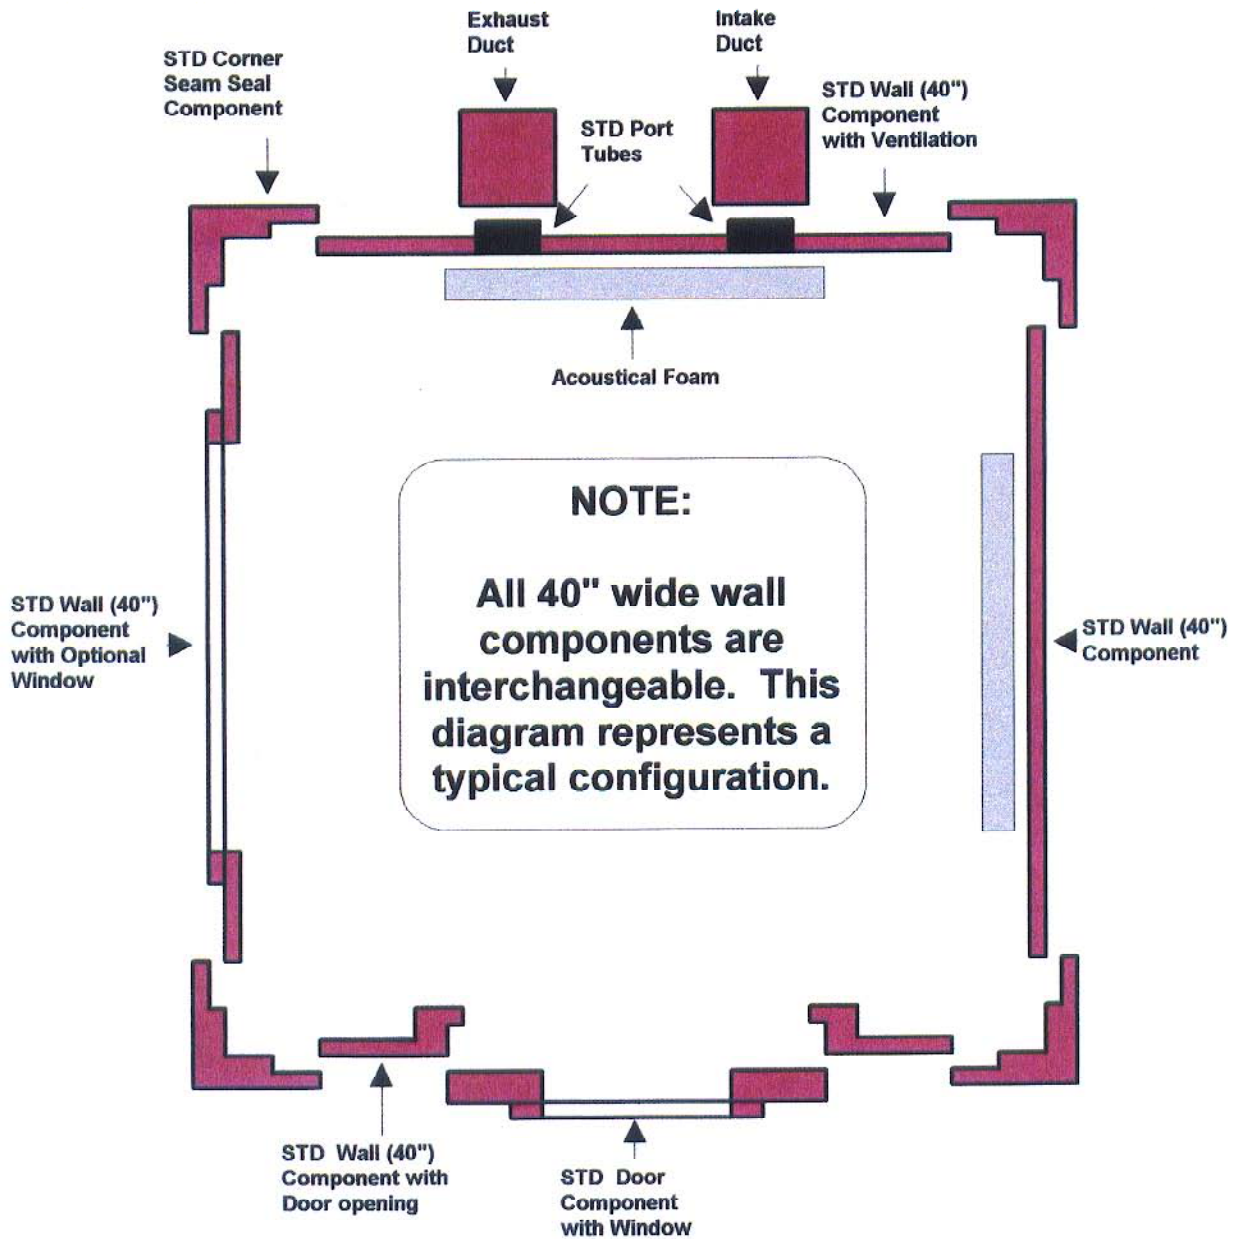 Exhaust
Duct
Intake
Duct
STD Corner
Seam Seal
Component
STD Port
Tubes
STD Wall (40")
Component
with Ventilation
Acoustical Foam
NOTE:
All 40" wide wall
components are
interchangeable. This
diagram represents a
typical configuration.
STD Wall (40")
Component
with Optional
Window
STD Wall (40")
Component
STD Wall (40")
Component with
Door opening
STD Door
Component
with Window